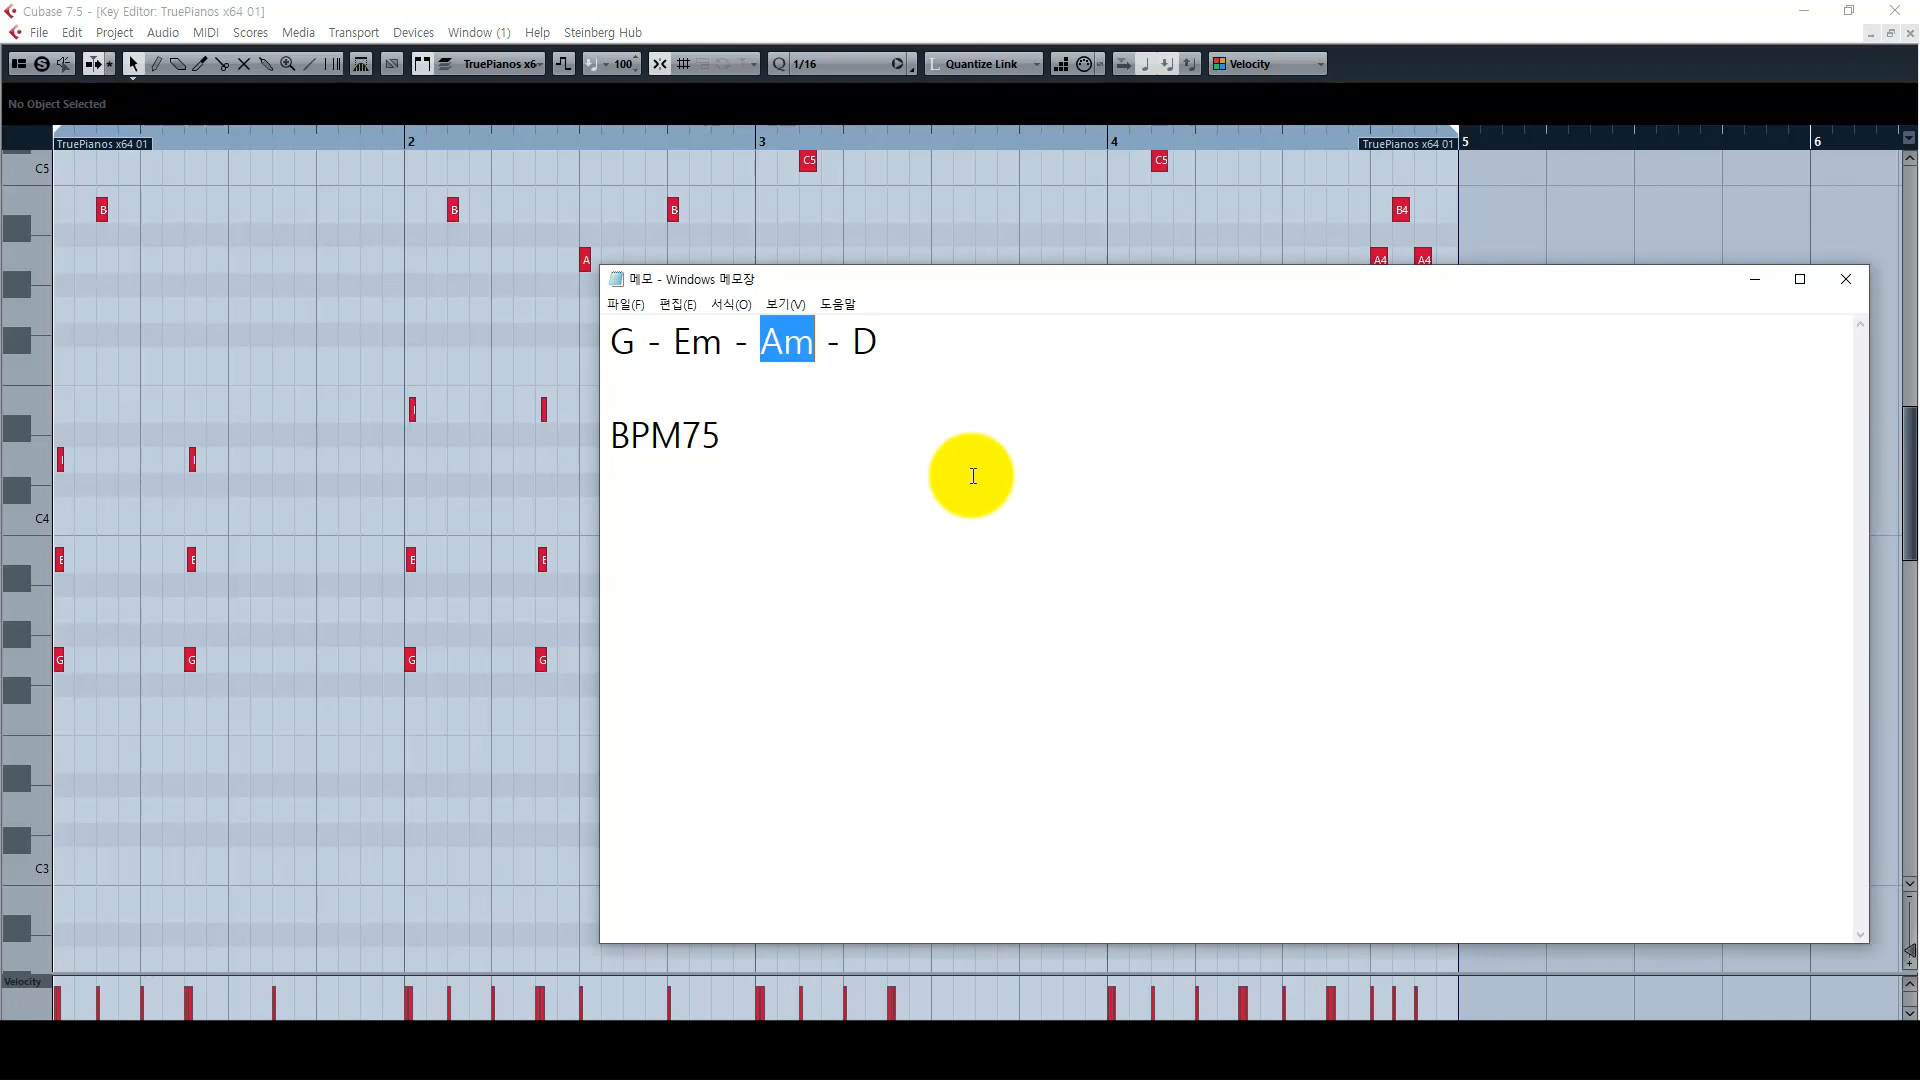 Cubase 7.5 - [Key Editor: TruePianos x64 01]
File Edit Project Audio MIDI Scores Media Transport Devices Window (1) Help Steinberg Hub
TruePianos x6 100 Q 1/16 L Quantize Link Velocity
No Object Selected
2 3 4 5 6
TruePianos x64 01 TruePianos x64 01
C5 C5 C5
B B B B4
A A4 A4
메모 - Windows 메모장
파일(F) 편집(E) 서식(O) 보기(V) 도움말
G - Em - Am - D
BPM75
C4
E E E E
G G G G
C3
Velocity